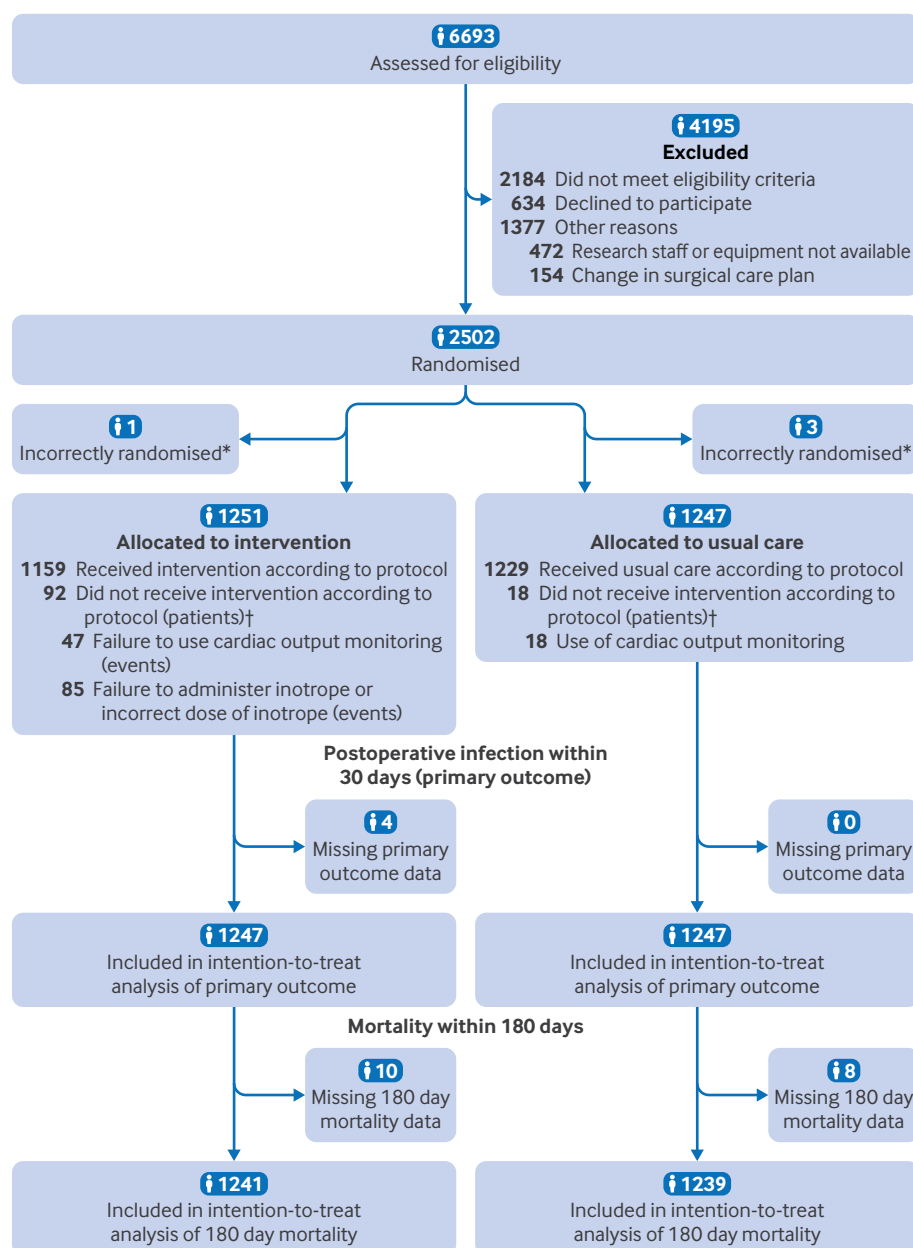 6693
Assessed for eligibility
4195
Excluded
2184 Did not meet eligibility criteria
634 Declined to participate
1377 Other reasons
472 Research staff or equipment not available
154 Change in surgical care plan
2502
Randomised
1
Incorrectly randomised*
3
Incorrectly randomised*
1251
Allocated to intervention
1159 Received intervention according to protocol
92 Did not receive intervention according to
protocol (patients)†
47 Failure to use cardiac output monitoring
(events)
85 Failure to administer inotrope or
incorrect dose of inotrope (events)
1247
Allocated to usual care
1229 Received usual care according to protocol
18 Did not receive intervention according to
protocol (patients)†
18 Use of cardiac output monitoring
Postoperative infection within
30 days (primary outcome)
4
Missing primary
outcome data
0
Missing primary
outcome data
1247
Included in intention-to-treat
analysis of primary outcome
1247
Included in intention-to-treat
analysis of primary outcome
Mortality within 180 days
10
Missing 180 day
mortality data
8
Missing 180 day
mortality data
1241
Included in intention-to-treat
analysis of 180 day mortality
1239
Included in intention-to-treat
analysis of 180 day mortality